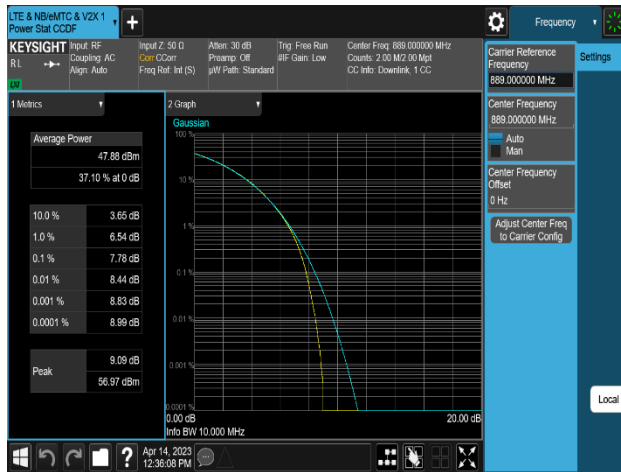 LTE & NB/eMTC & V2X 1
Power Stat CCDF
Frequency
KEYSIGHT
RL
LXI
Input: RF
Coupling: AC
Align: Auto
Input Z: 50 Ω
Corr CCorr
Freq Ref: Int (S)
Atten: 30 dB
Preamp: Off
µW Path: Standard
Trig: Free Run
#IF Gain: Low
Center Freq: 889.000000 MHz
Counts: 2.00 M/2.00 Mpt
CC Info: Downlink, 1 CC
1 Metrics
Average Power
47.88 dBm
37.10 % at 0 dB
10.0 % 3.65 dB
1.0 % 6.54 dB
0.1 % 7.78 dB
0.01 % 8.44 dB
0.001 % 8.83 dB
0.0001 % 8.99 dB
Peak
9.09 dB
56.97 dBm
2 Graph
Gaussian
100 %
10 %
1 %
0.1 %
0.01 %
0.001 %
0.0001 %
0.00 dB 20.00 dB
Info BW 10.000 MHz
Carrier Reference
Frequency
889.000000 MHz
Center Frequency
889.000000 MHz
Auto
Man
Center Frequency
Offset
0 Hz
Adjust Center Freq
to Carrier Config
Settings
Local
?
Apr 14, 2023
12:36:08 PM